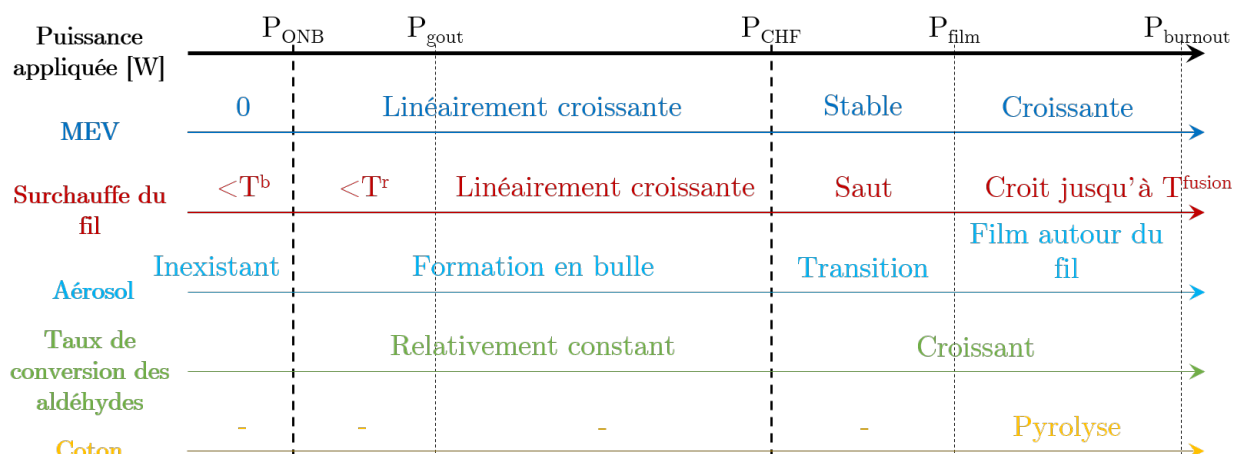 P_ONB P_gout P_CHF P_film P_burnout
Puissance
appliquée [W]
0 Linéairement croissante Stable Croissante
MEV
<T^b <T^r Linéairement croissante Saut Croit jusqu'à T^fusion
Surchauffe du
fil
Inexistant Formation en bulle Transition Film autour du
fil
Aérosol
Relativement constant Croissant
Taux de
conversion des
aldéhydes
- - - - Pyrolyse
Coton